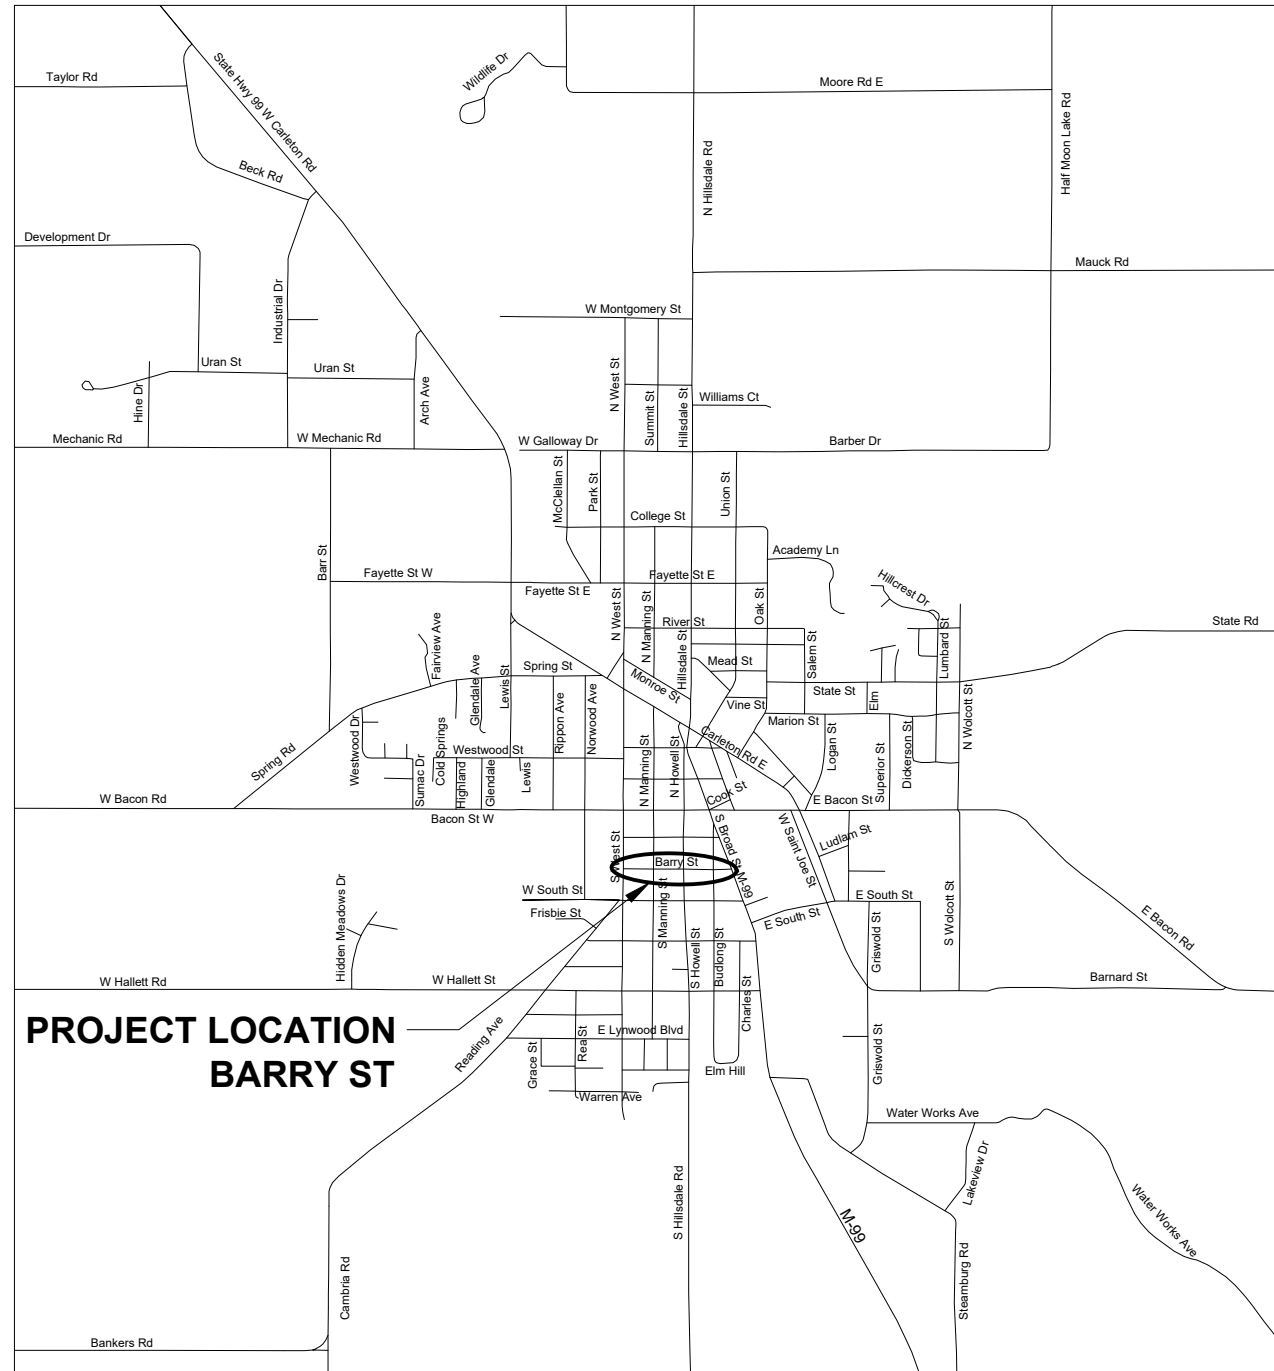 Wildlife Dr
State Hwy 99 W Carleton Rd
Taylor Rd
Moore Rd E
Half Moon Lake Rd
N Hillsdale Rd
Beck Rd
Development Dr
Mauck Rd
Industrial Dr
W Montgomery St
Uran St
Uran St
N West St
Hine Dr
Arch Ave
Summit St
Hillsdale St
Williams Ct
Mechanic Rd
W Mechanic Rd
W Galloway Dr
Barber Dr
McClellan St
Park St
Union St
College St
Academy Ln
Barr St
Fayette St W
Fayette St E
Fayette St E
Hillcrest Dr
N West St
N Manning St
Oak St
River St
State Rd
Fairview Ave
Hillsdale St
Salem St
Lumbard St
Spring St
Mead St
Glendale Ave
Lewis St
Monroe St
State St
Elm
Rippon Ave
Norwood Ave
Vine St
Marion St
N Wolcott St
Westwood Dr
Cold Springs
Westwood St
Carleton Rd E
Logan St
Dickerson St
Spring Rd
Sumac Dr
Highland
Glendale
Lewis
N Manning St
N Howell St
Superior St
Cook St
W Bacon Rd
E Bacon St
Bacon St W
S Broad St M-99
W Saint Joe St
Ludlam St
S West St
Barry St
W South St
E South St
Hidden Meadows Dr
Frisbie St
S Manning St
E South St
Griswold St
S Wolcott St
E Bacon Rd
S Howell St
Budlong St
W Hallett Rd
W Hallett St
Charles St
Barnard St
PROJECT LOCATION
BARRY ST
Reading Ave
E Lynwood Blvd
Rea St
Grace St
Elm Hill
Griswold St
Warren Ave
Water Works Ave
Lakeview Dr
Water Works Ave
S Hillsdale Rd
M-99
Cambria Rd
Steamburg Rd
Bankers Rd